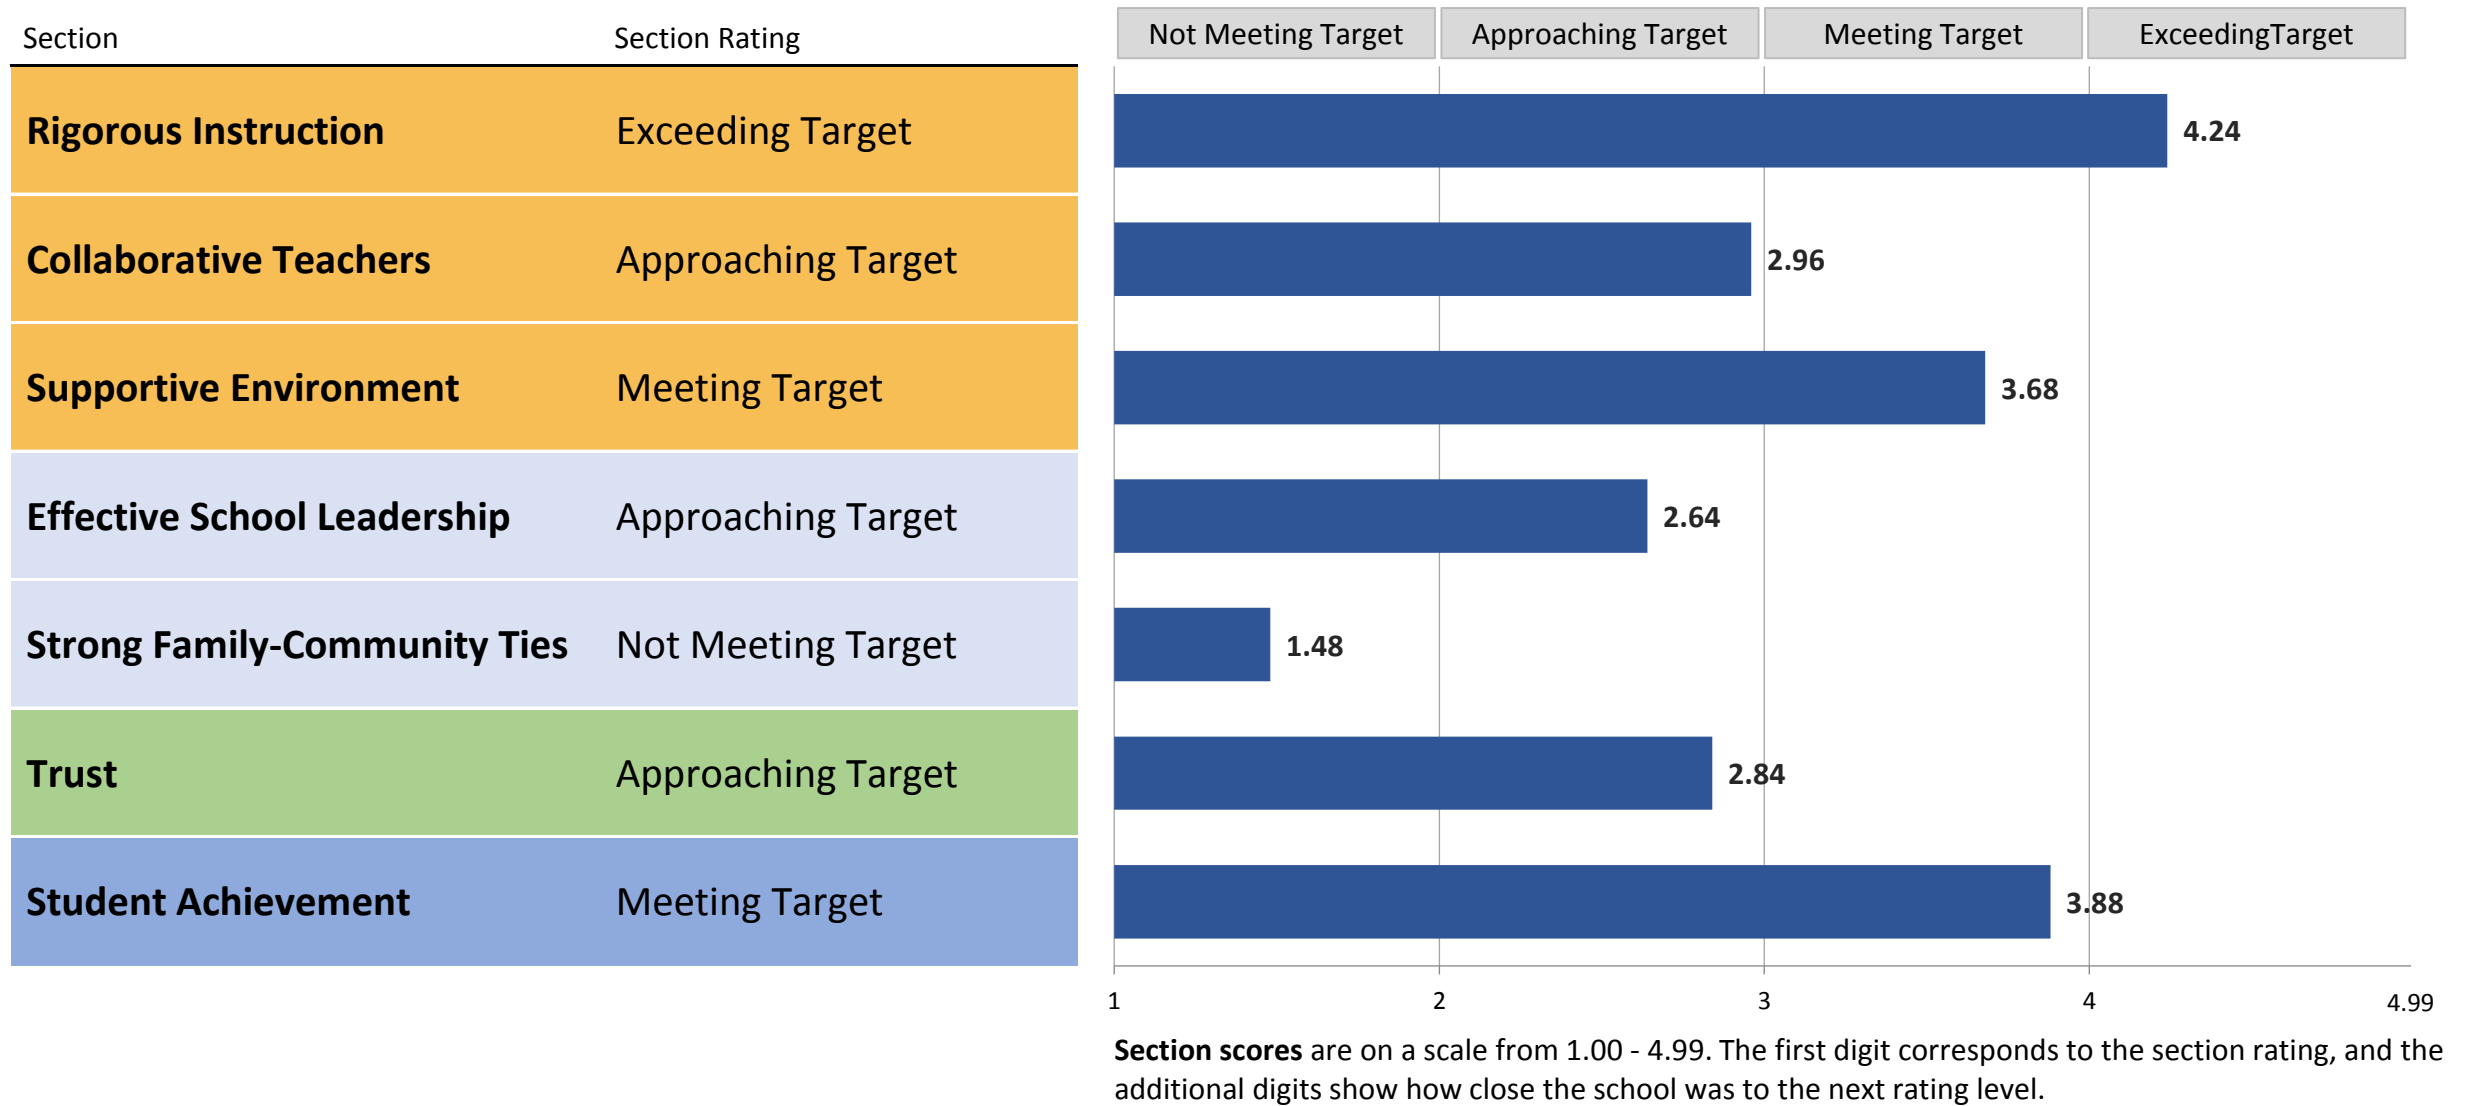 Section Section Rating Not Meeting Target Approaching Target Meeting Target ExceedingTarget
Rigorous Instruction Exceeding Target 4.24
Collaborative Teachers Approaching Target 2.96
Supportive Environment Meeting Target 3.68
Effective School Leadership Approaching Target 2.64
Strong Family-Community Ties Not Meeting Target 1.48
Trust Approaching Target 2.84
Student Achievement Meeting Target 3.88
1 2 3 4 4.99
Section scores are on a scale from 1.00 - 4.99. The first digit corresponds to the section rating, and the
additional digits show how close the school was to the next rating level.